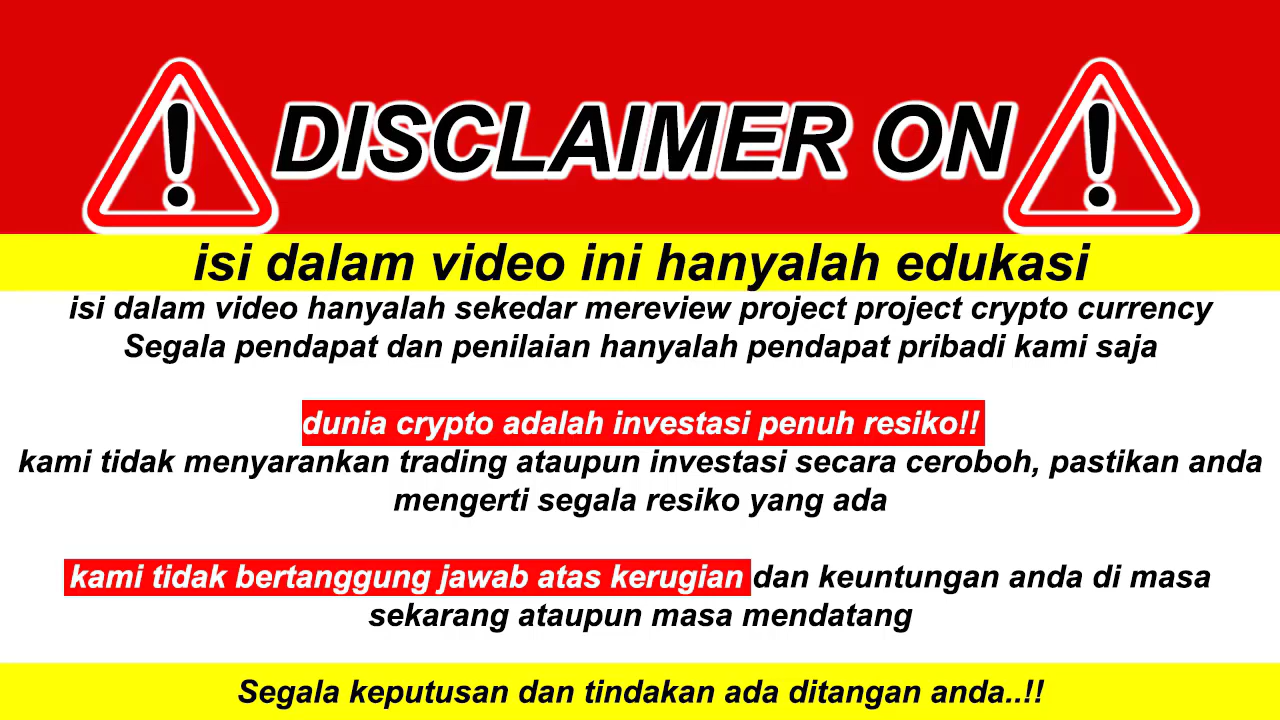 DISCLAIMER ON
isi dalam video ini hanyalah edukasi
isi dalam video hanyalah sekedar mereview project project crypto currency
Segala pendapat dan penilaian hanyalah pendapat pribadi kami saja
dunia crypto adalah investasi penuh resiko!!
kami tidak menyarankan trading ataupun investasi secara ceroboh, pastikan anda
mengerti segala resiko yang ada
kami tidak bertanggung jawab atas kerugian dan keuntungan anda di masa
sekarang ataupun masa mendatang
Segala keputusan dan tindakan ada ditangan anda..!!